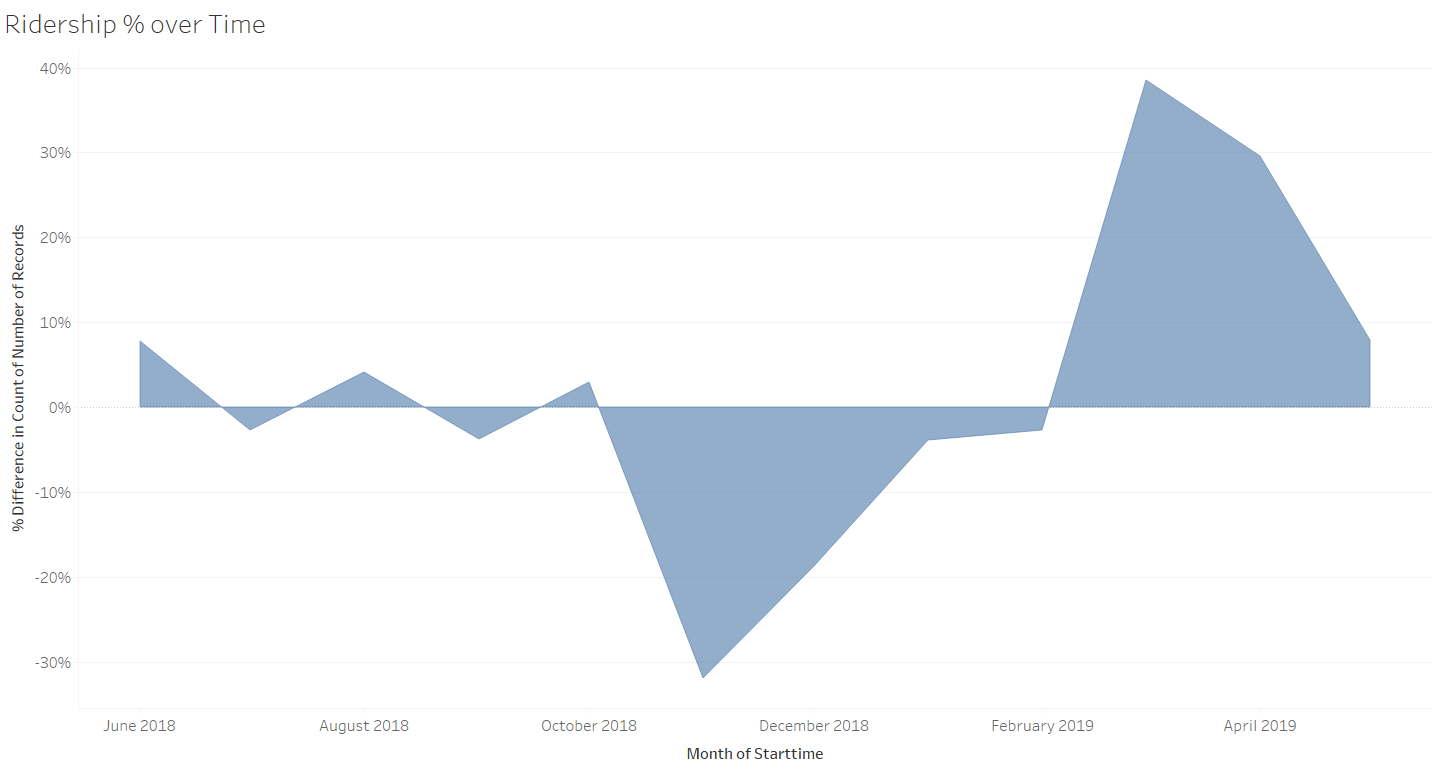 Ridership % over Time
% Difference in Count of Number of Records
40%
30%
20%
10%
0%
-10%
-20%
-30%
June 2018 August 2018 October 2018 December 2018 February 2019 April 2019
Month of Starttime